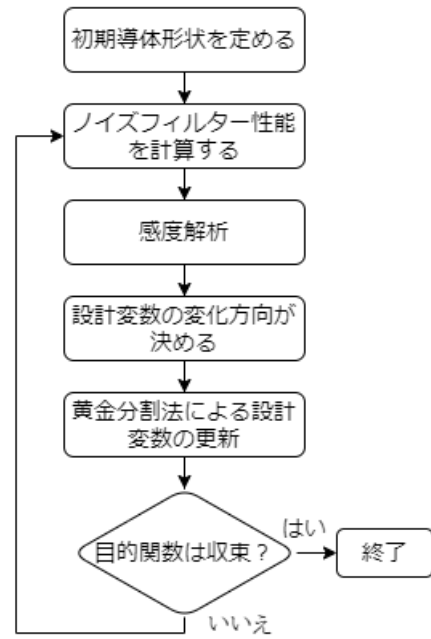 初期導体形状を定める
ノイズフィルター性能
を計算する
感度解析
設計変数の変化方向が
決める
黄金分割法による設計
変数の更新
目的関数は収束？
はい
終了
いいえ